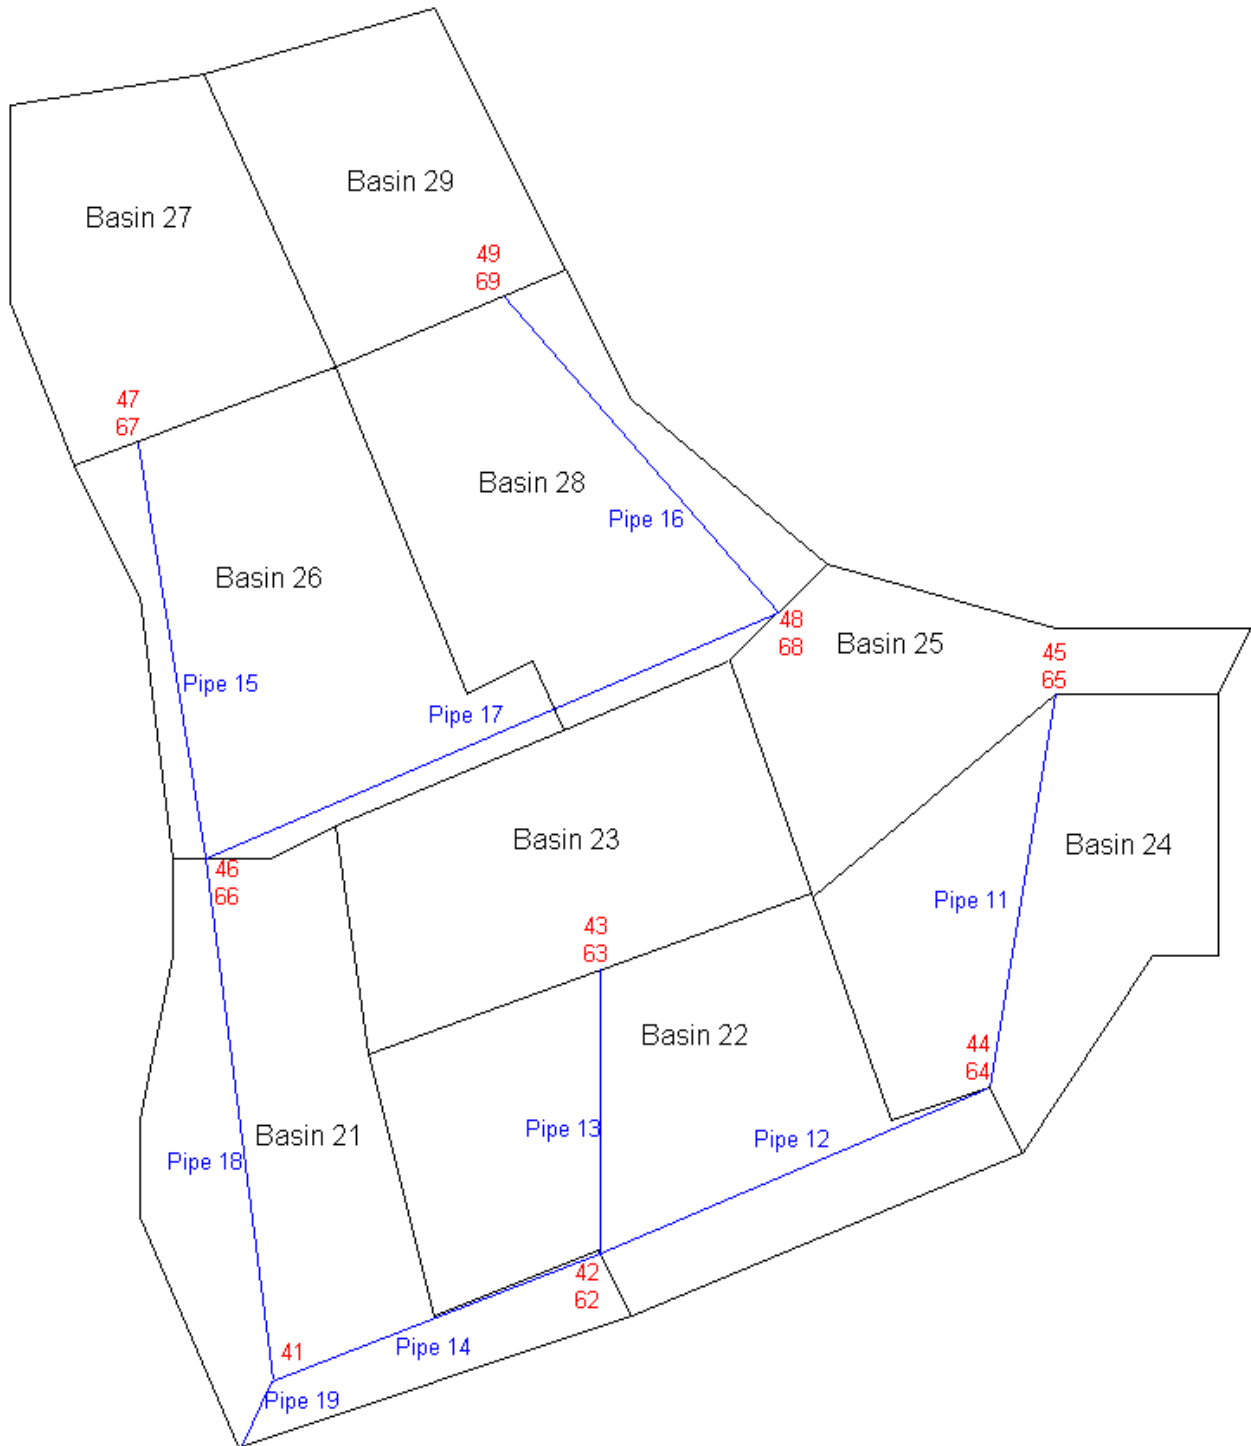 Basin 29
Basin 27
49
69
47
67
Basin 28
Pipe 16
Basin 26
48
68
Basin 25
45
65
Pipe 15
Pipe 17
Basin 23
Basin 24
46
66
Pipe 11
43
63
Basin 22
44
64
Pipe 13
Basin 21
Pipe 12
Pipe 18
42
62
41
Pipe 14
Pipe 19